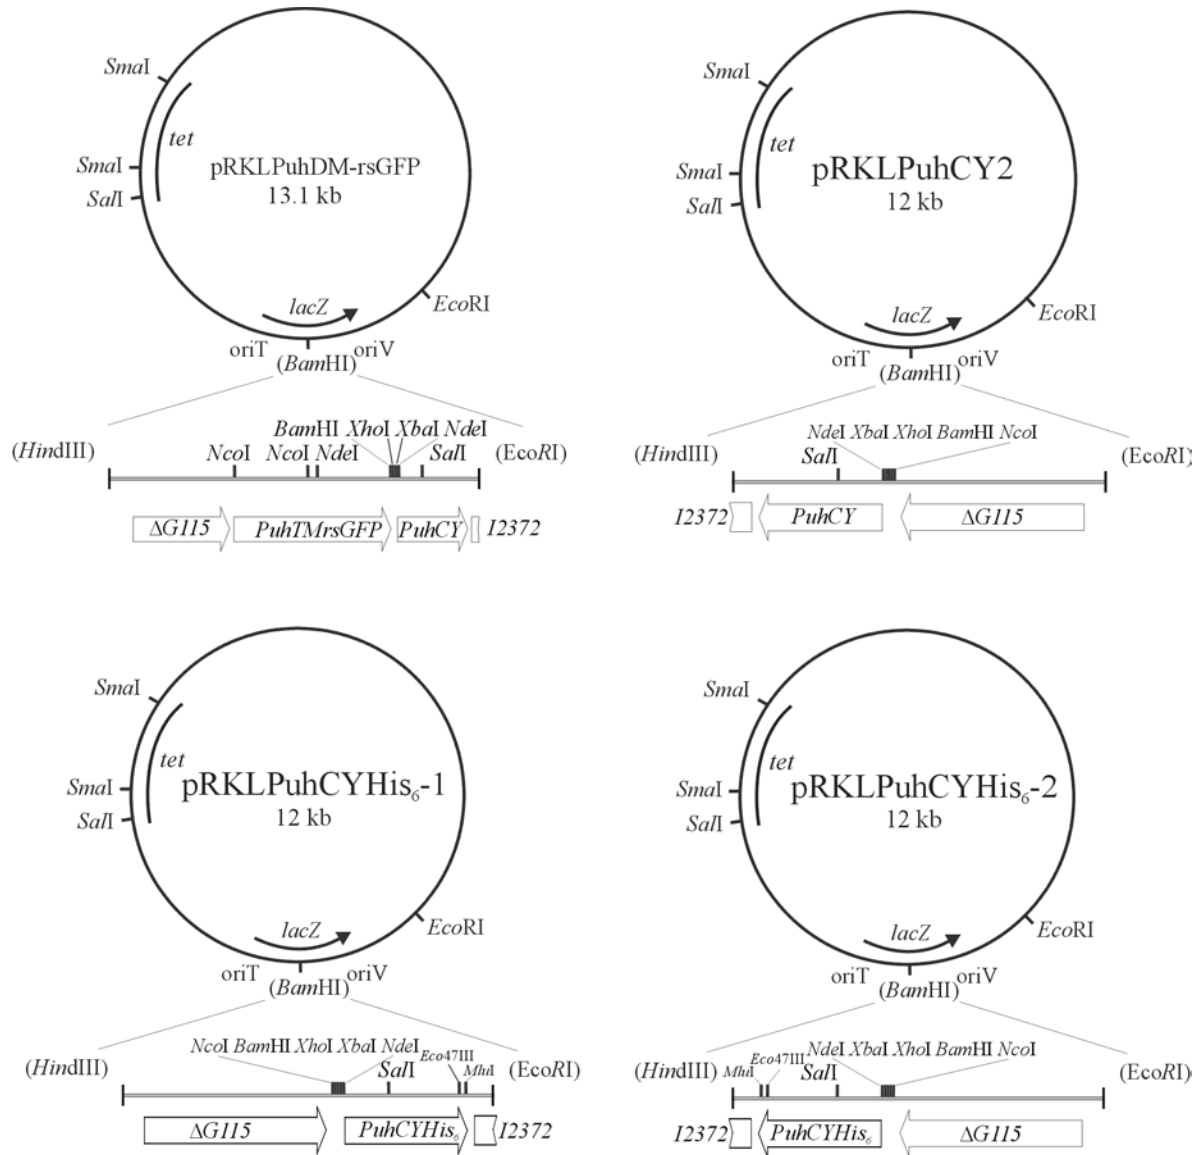 SmaI
tet
SmaI
SalI
pRKLPuhDM-rsGFP
13.1 kb
lacZ
EcoRI
oriT
oriV
(BamHI)
BamHI XhoI XbaI NdeI
(HindIII)
NcoI
NcoI
NdeI
SalI
(EcoRI)
ΔG115
PuhTMrsGFP
PuhCY
I2372
SmaI
tet
SmaI
SalI
pRKLPuhCY2
12 kb
lacZ
EcoRI
oriT
oriV
(BamHI)
NdeI XbaI XhoI BamHI NcoI
(HindIII)
SalI
(EcoRI)
I2372
PuhCY
ΔG115
SmaI
tet
SmaI
SalI
pRKLPuhCYHis₆-1
12 kb
lacZ
EcoRI
oriT
oriV
(BamHI)
NcoI BamHI XhoI XbaI NdeI
(HindIII)
SalI
Eco47III
(EcoRI)
ΔG115
PuhCYHis₆
I2372
SmaI
tet
SmaI
SalI
pRKLPuhCYHis₆-2
12 kb
lacZ
EcoRI
oriT
oriV
(BamHI)
NdeI XbaI XhoI BamHI NcoI
(HindIII)
Eco47III
SalI
(EcoRI)
I2372
PuhCYHis₆
ΔG115